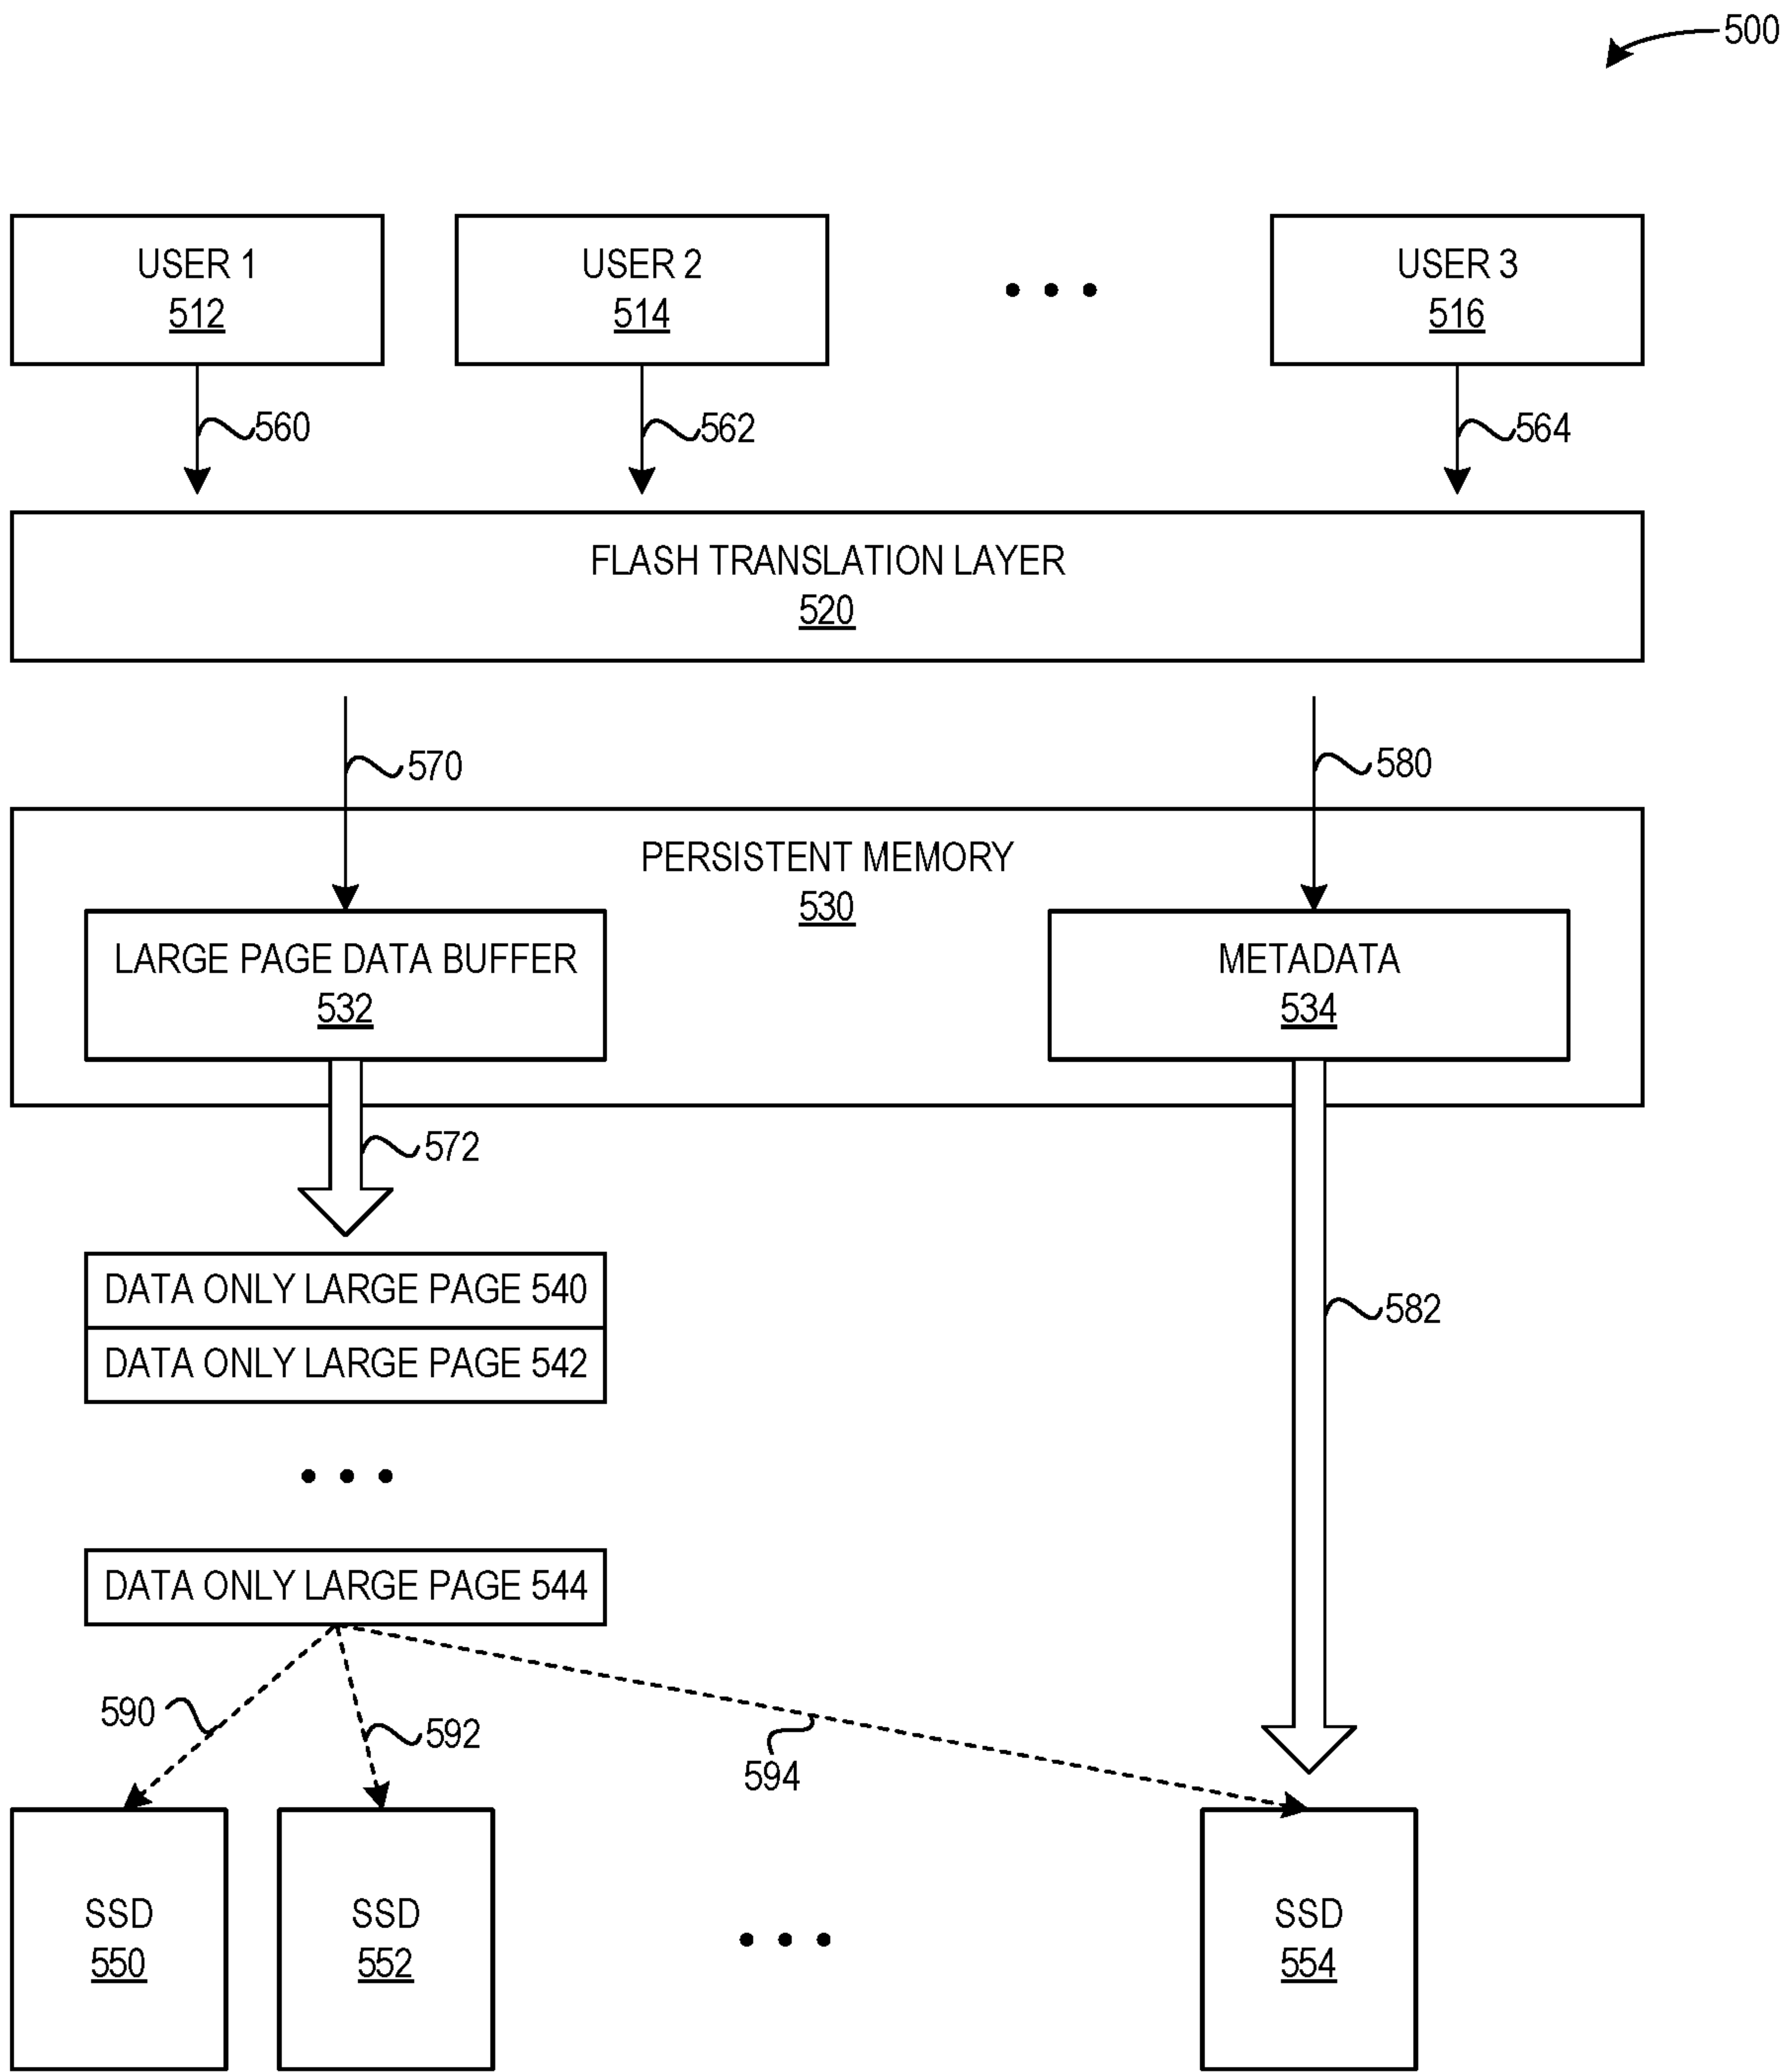 500
USER 1
512
USER 2
514
USER 3
516
560
562
564
FLASH TRANSLATION LAYER
520
570
580
PERSISTENT MEMORY
530
LARGE PAGE DATA BUFFER
532
METADATA
534
572
DATA ONLY LARGE PAGE 540
582
DATA ONLY LARGE PAGE 542
DATA ONLY LARGE PAGE 544
590
592
594
SSD
550
SSD
552
SSD
554